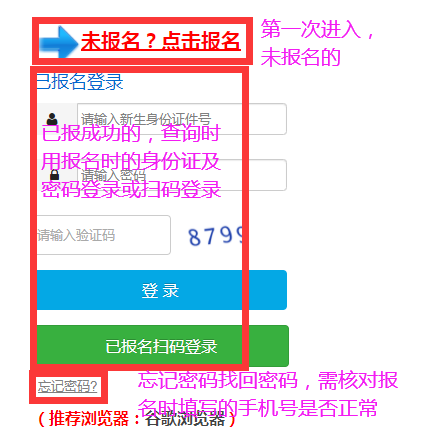 未报名？点击报名
第一次进入，
未报名的
已报名登录
请输入新生身份证件号
已报成功的，查询时
用报名时的身份证及
请输入密码
密码登录或扫码登录
请输入验证码
8799
登 录
已报名扫码登录
忘记密码?
忘记密码找回密码，需核对报
名时填写的手机号是否正常
（推荐浏览器：谷歌浏览器）